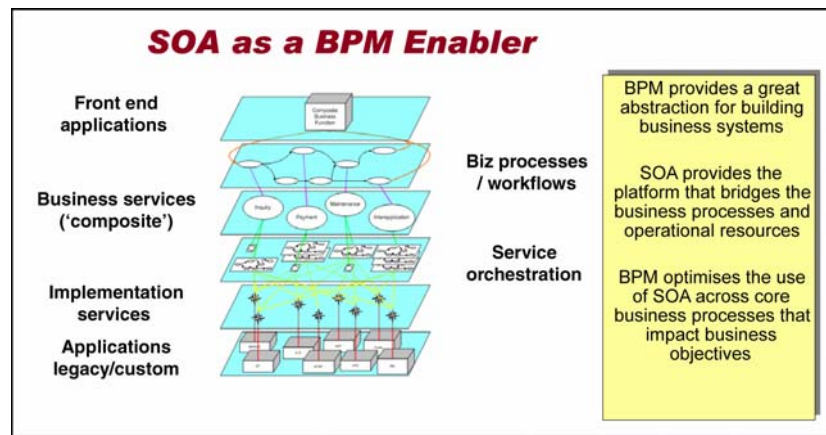 SOA as a BPM Enabler
Front end
applications
Composite
Business
Function
Biz processes
/ workflows
Business services
('composite')
Inquiry
Payment
Maintenance
Interapplication
Service
orchestration
Implementation
services
Applications
legacy/custom
BPM provides a great
abstraction for building
business systems
SOA provides the
platform that bridges the
business processes and
operational resources
BPM optimises the use
of SOA across core
business processes that
impact business
objectives